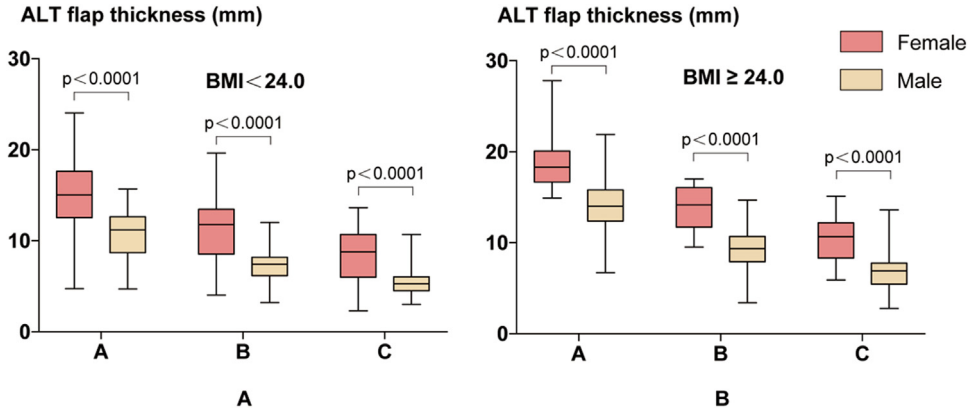 ALT flap thickness (mm)
BMI<24.0
30
20
10
0
p<0.0001
p<0.0001
p<0.0001
A
B
C
A
ALT flap thickness (mm)
BMI ≥ 24.0
30
20
10
0
p<0.0001
p<0.0001
p<0.0001
A
B
C
B
Female
Male